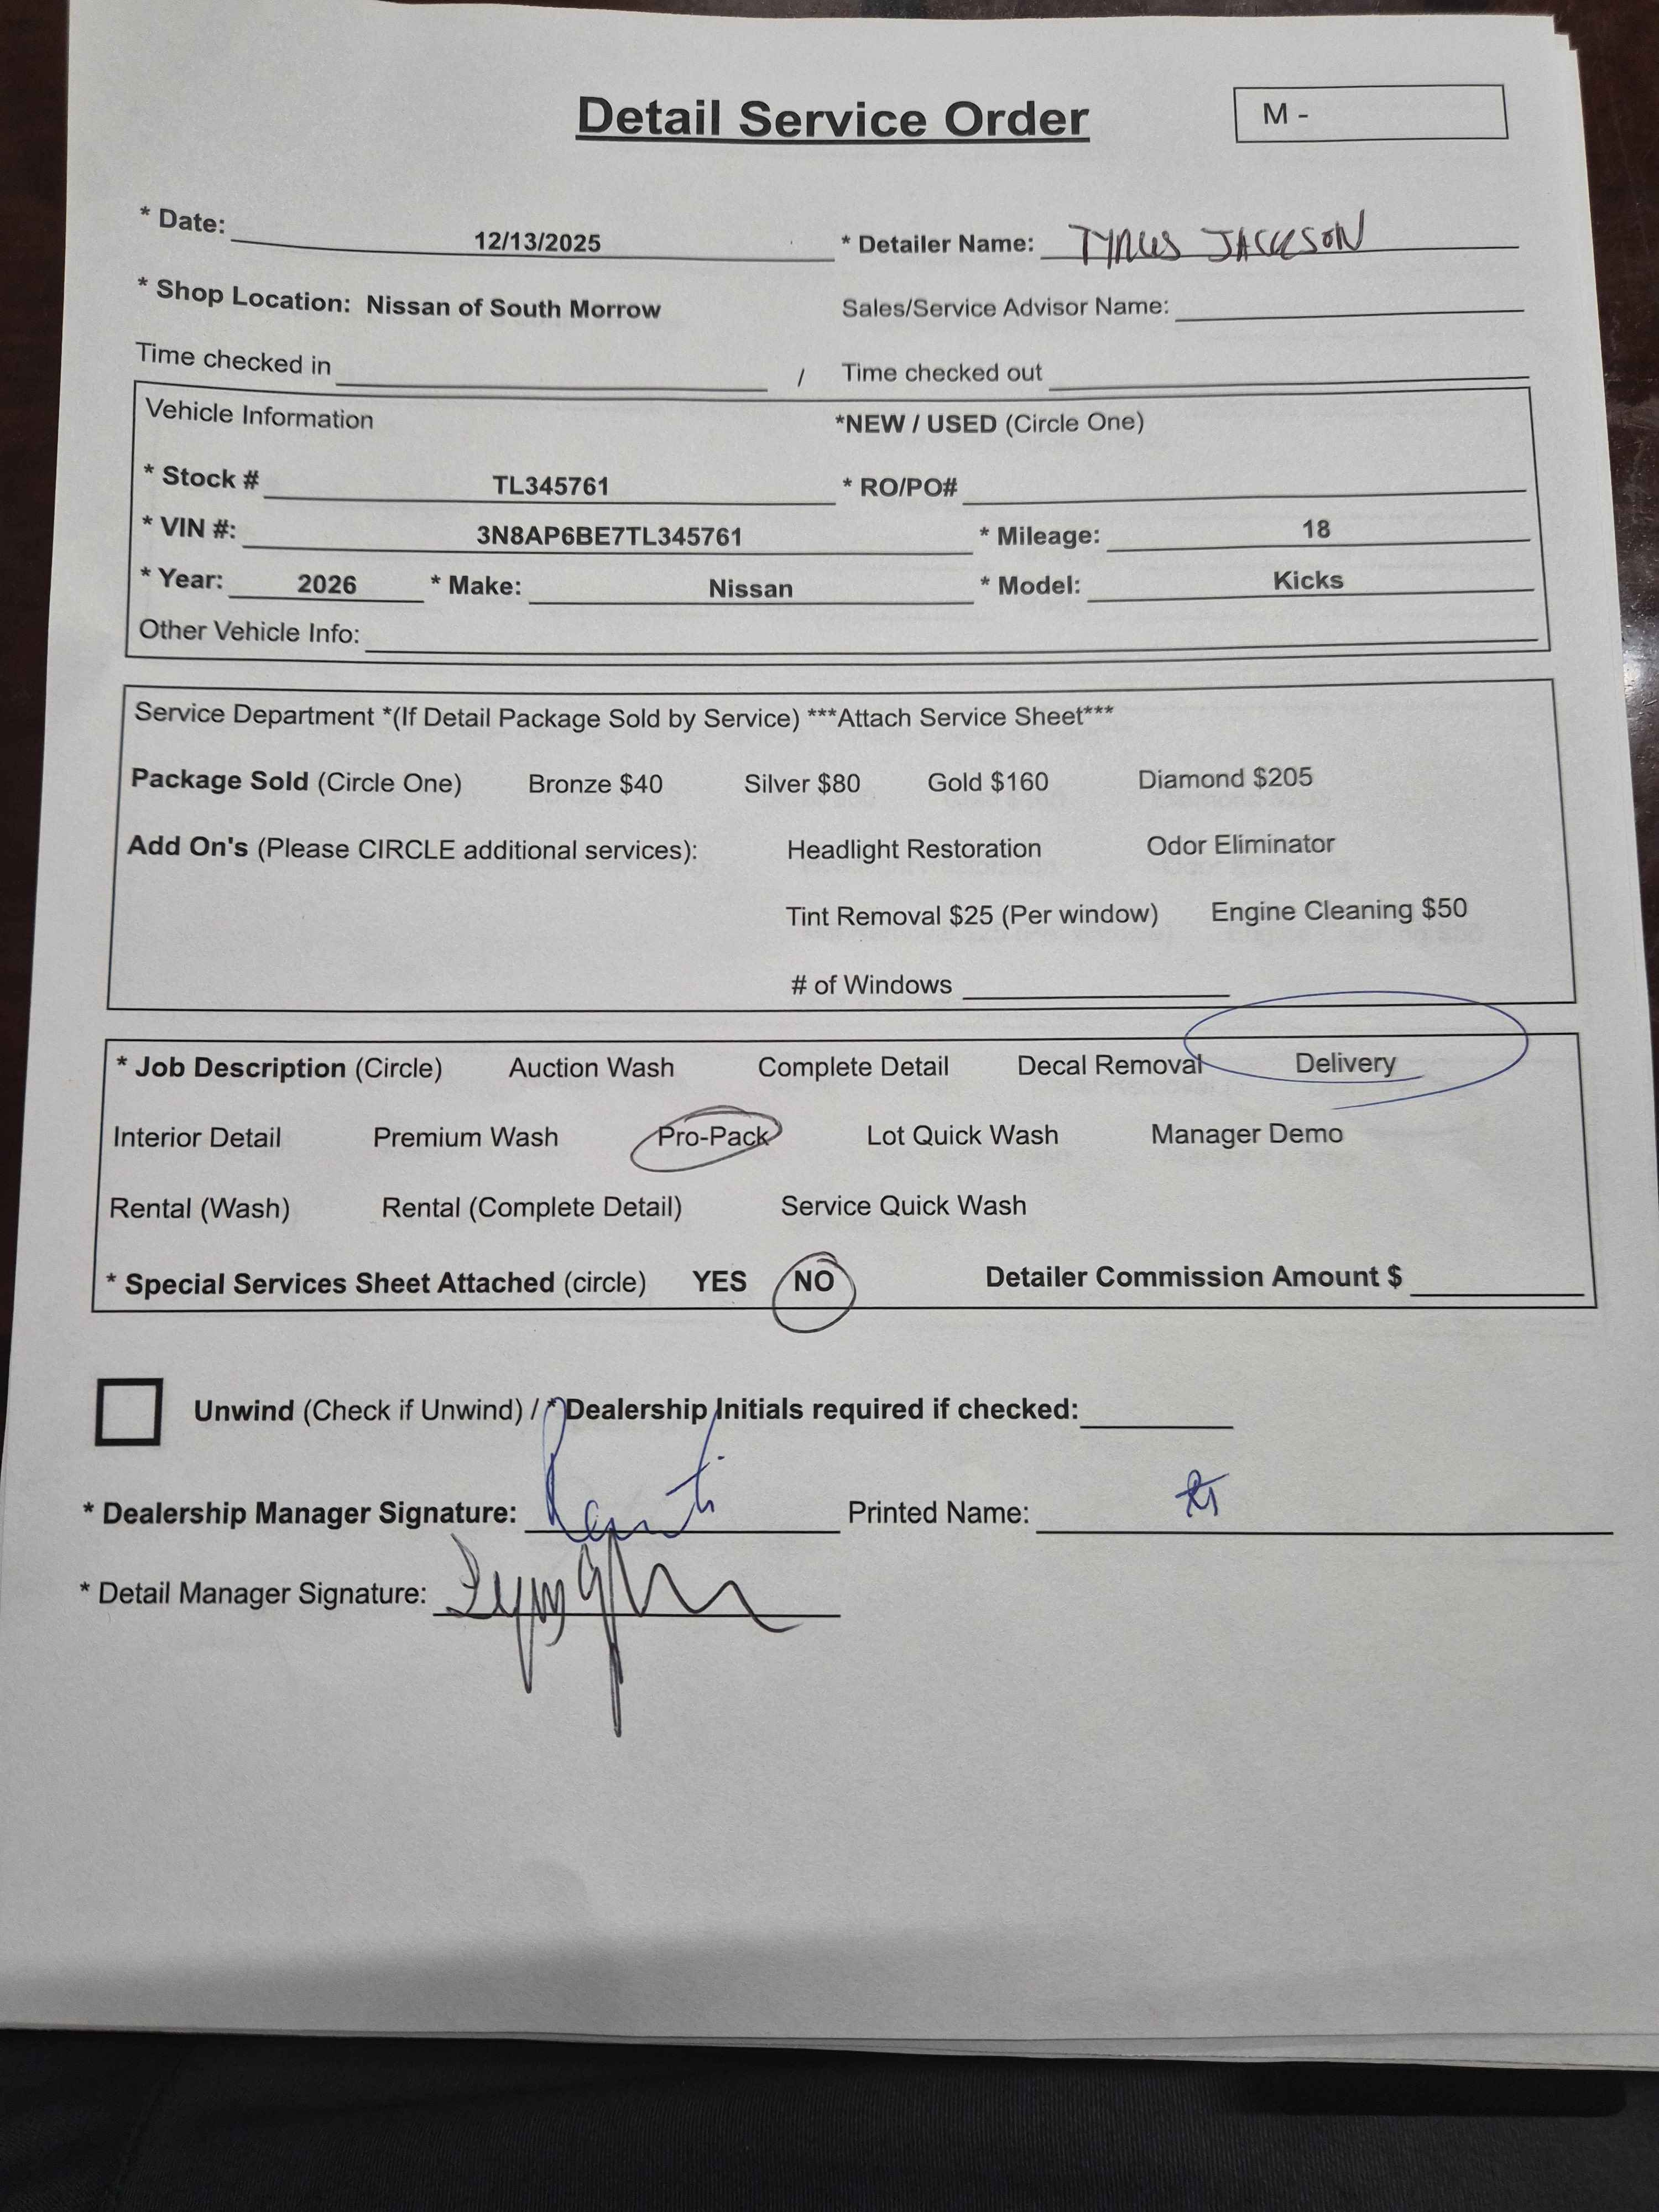 Detail Service Order
M -
* Date: 12/13/2025 * Detailer Name: TYRUS JACKSON
* Shop Location: Nissan of South Morrow Sales/Service Advisor Name:
Time checked in / Time checked out
Vehicle Information *NEW / USED (Circle One)
* Stock # TL345761 * RO/PO#
* VIN #: 3N8AP6BE7TL345761 * Mileage: 18
* Year: 2026 * Make: Nissan * Model: Kicks
Other Vehicle Info:
Service Department *(If Detail Package Sold by Service) ***Attach Service Sheet***
Package Sold (Circle One) Bronze $40 Silver $80 Gold $160 Diamond $205
Add On's (Please CIRCLE additional services): Headlight Restoration Odor Eliminator
Tint Removal $25 (Per window) Engine Cleaning $50
# of Windows
* Job Description (Circle) Auction Wash Complete Detail Decal Removal Delivery
Interior Detail Premium Wash Pro-Pack Lot Quick Wash Manager Demo
Rental (Wash) Rental (Complete Detail) Service Quick Wash
* Special Services Sheet Attached (circle) YES NO Detailer Commission Amount $
Unwind (Check if Unwind) / * Dealership Initials required if checked:
* Dealership Manager Signature: Printed Name:
* Detail Manager Signature: